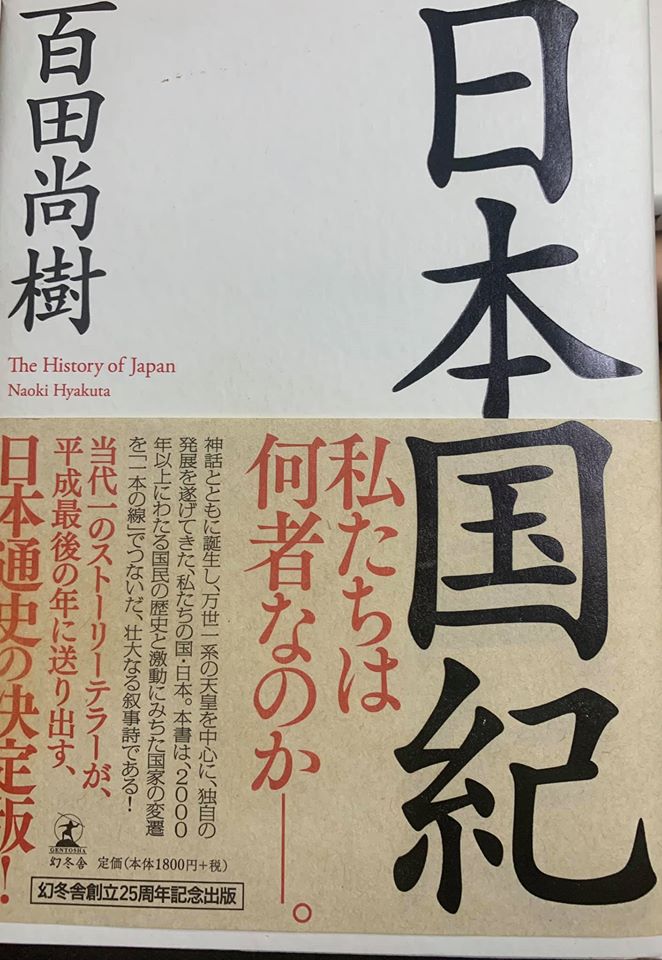 日本国紀
百田尚樹
The History of Japan
Naoki Hyakuta
私たちは
何者なのか――。
神話とともに誕生し、万世一系の天皇を中心に、独自の
発展を遂げてきた、私たちの国・日本。本書は、2000
年以上にわたる国民の歴史と激動にみちた国家の変遷
を「一本の線」でつないだ、壮大なる叙事詩である!
当代一のストーリーテラーが、
平成最後の年に送り出す、
日本通史の決定版!
GENTOSHA
幻冬舎 定価(本体1800円+税)
幻冬舎創立25周年記念出版